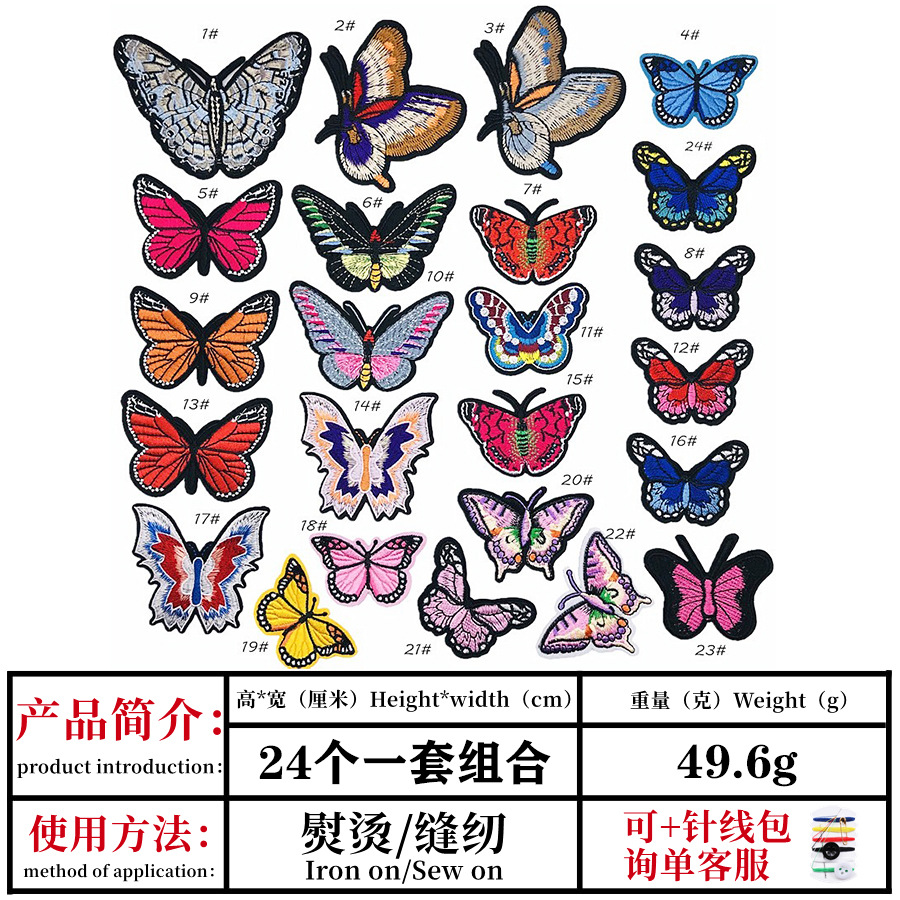 1#
2#
3#
4#
24#
5#
6#
7#
8#
10#
9#
11#
12#
13#
14#
15#
16#
20#
17#
18#
22#
19#
21#
23#
产品简介：
product introduction：
高*宽（厘米）Height*width（cm）
重量（克）Weight（g）
24个一套组合
49.6g
使用方法：
method of application：
熨烫/缝纫
Iron on/Sew on
可+针线包
询单客服